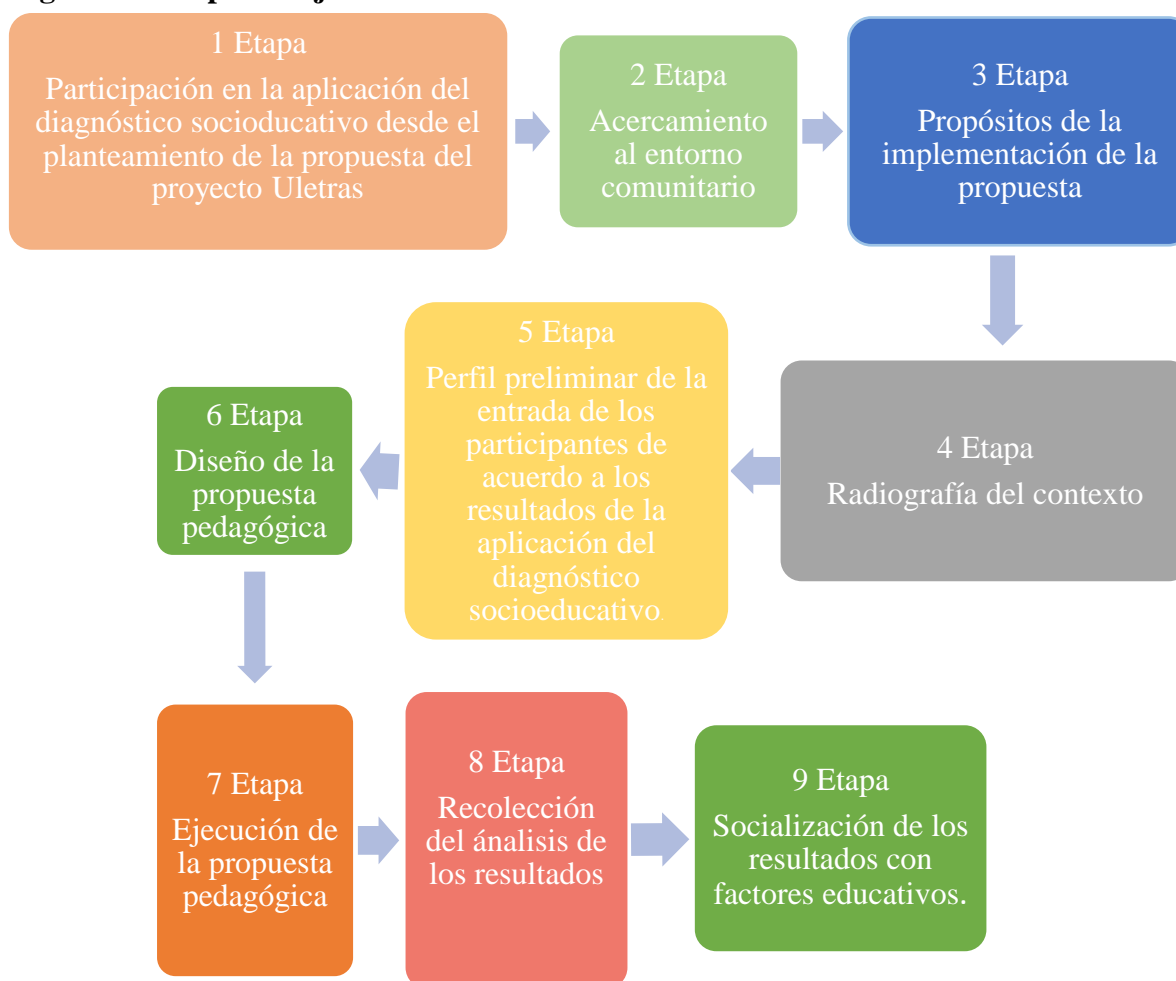 1 Etapa
Participación en la aplicación del
diagnóstico socioducativo desde el
planteamiento de la propuesta del
proyecto Uletras
2 Etapa
Acercamiento
al entorno
comunitario
3 Etapa
Propósitos de la
implementación de la
propuesta
4 Etapa
Radiografía del contexto
5 Etapa
Perfil preliminar de la
entrada de los
participantes de
acuerdo a los
resultados de la
aplicación del
diagnóstico
socioeducativo.
6 Etapa
Diseño de la
propuesta
pedagógica
7 Etapa
Ejecución de
la propuesta
pedagógica
8 Etapa
Recolección
del ánalisis de
los resultados
9 Etapa
Socialización de los
resultados con
factores educativos.